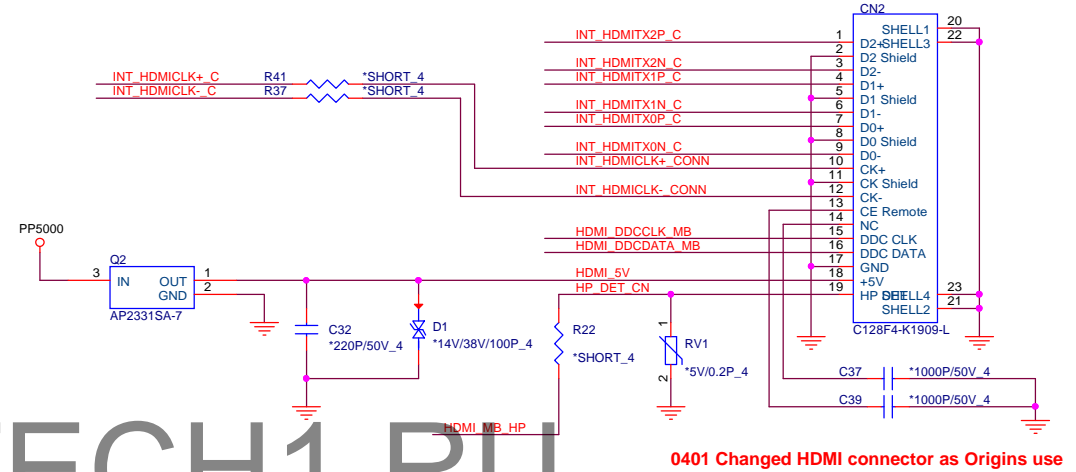 CN2
INT_HDMITX2P_C 1 D2+ SHELL1 20
SHELL3 22
2 D2 Shield
INT_HDMITX2N_C 3 D2-
INT_HDMITX1P_C 4 D1+
5 D1 Shield
INT_HDMITX1N_C 6 D1-
INT_HDMITX0P_C 7 D0+
8 D0 Shield
INT_HDMITX0N_C 9 D0-
INT_HDMICLK+_CONN 10 CK+
11 CK Shield
INT_HDMICLK-_CONN 12 CK-
13 CE Remote
14 NC
HDMI_DDCCLK_MB 15 DDC CLK
HDMI_DDCDATA_MB 16 DDC DATA
17 GND
HDMI_5V 18 +5V
HP_DET_CN 19 HP DET SHELL4 23
SHELL2 21
C128F4-K1909-L
INT_HDMICLK+_C R41 *SHORT_4
INT_HDMICLK-_C R37 *SHORT_4
PP5000
Q2
3 IN OUT 1
GND 2
AP2331SA-7
C32
*220P/50V_4
D1
*14V/38V/100P_4
R22
*SHORT_4
1 RV1
2 *5V/0.2P_4
C37 *1000P/50V_4
C39 *1000P/50V_4
HDMI_MB_HP
TECH1.RU
0401 Changed HDMI connector as Origins use